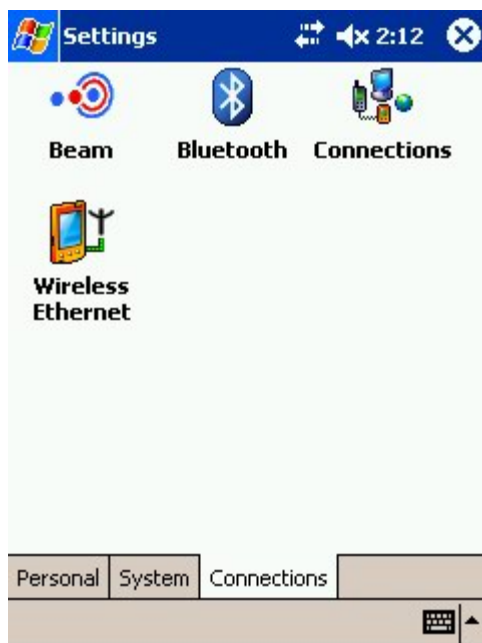 Settings 2:12
Beam Bluetooth Connections
Wireless
Ethernet
Personal System Connections